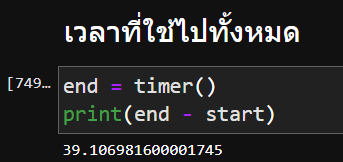 เวลาที่ใช้ไปทั้งหมด
[749…
end = timer()
print(end - start)
39.106981600001745